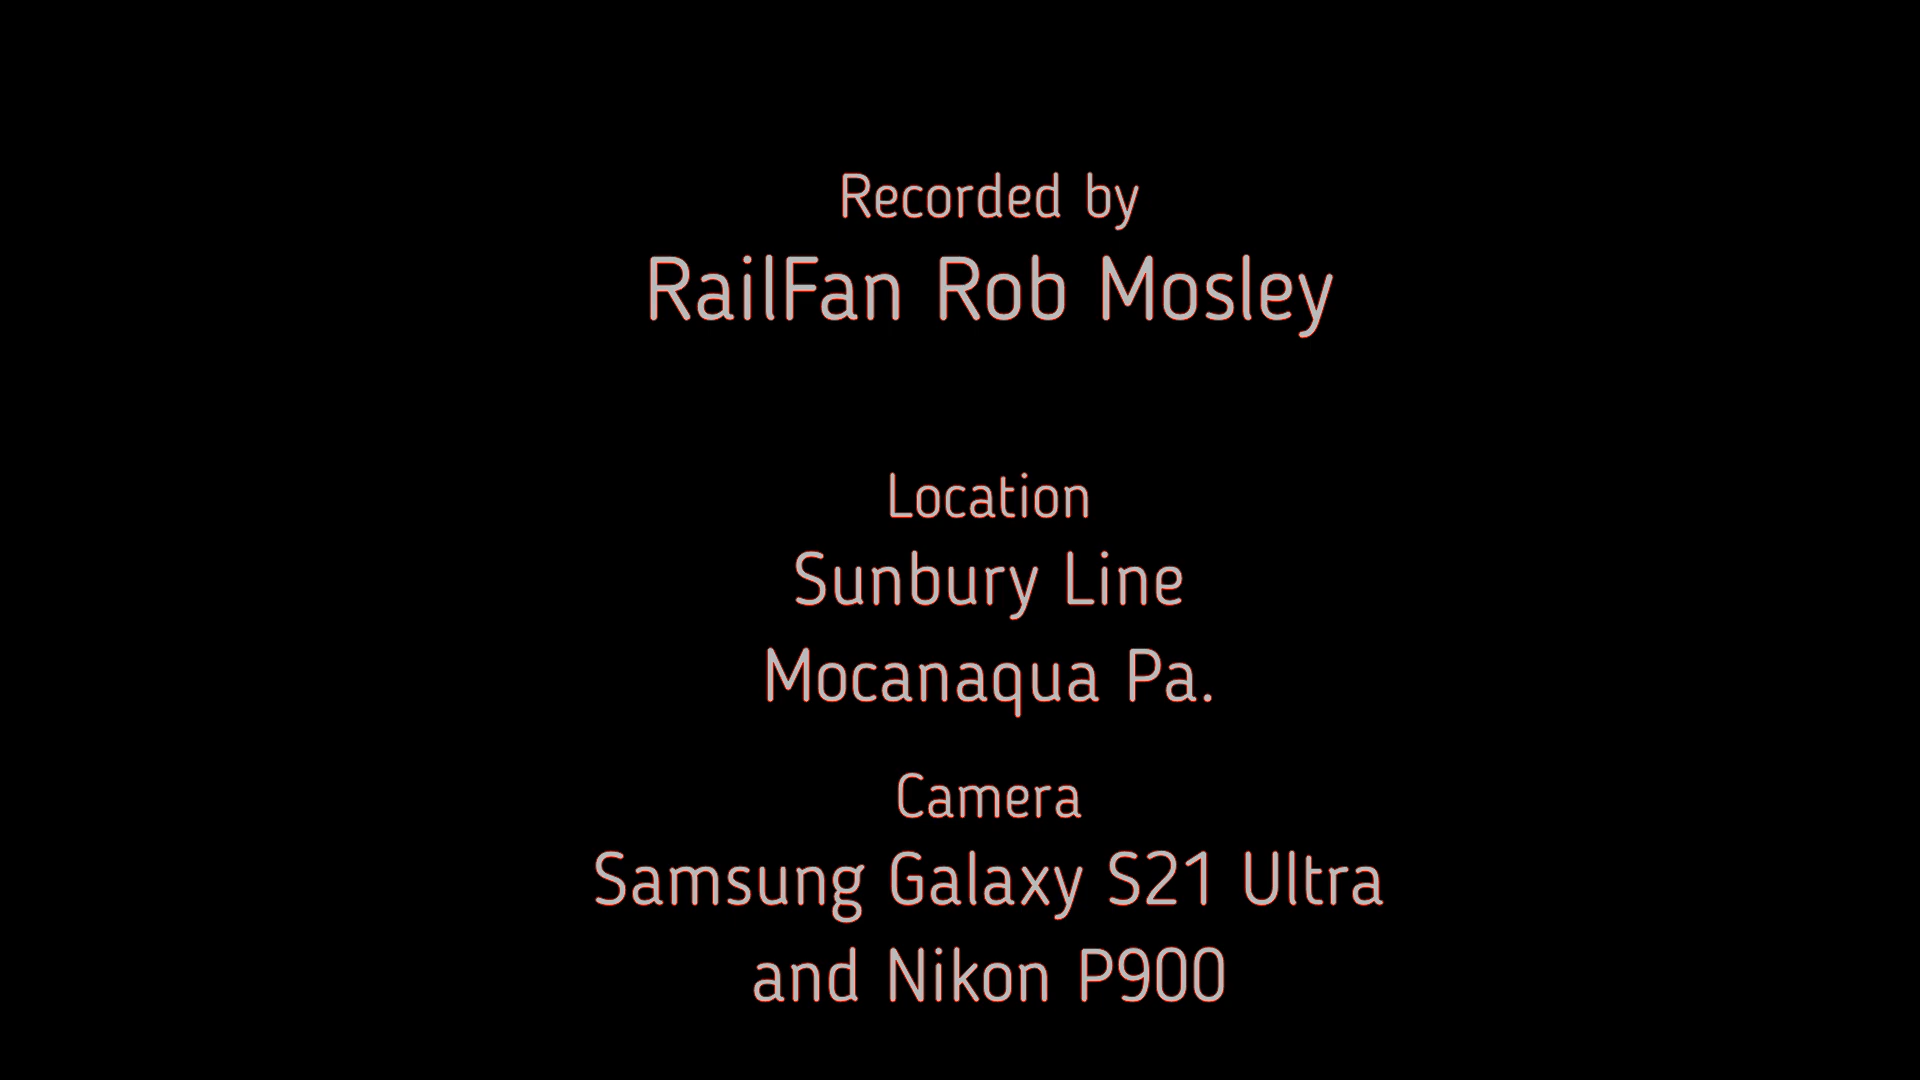 Recorded by
RailFan Rob Mosley
Location
Sunbury Line
Mocanaqua Pa.
Camera
Samsung Galaxy S21 Ultra
and Nikon P900